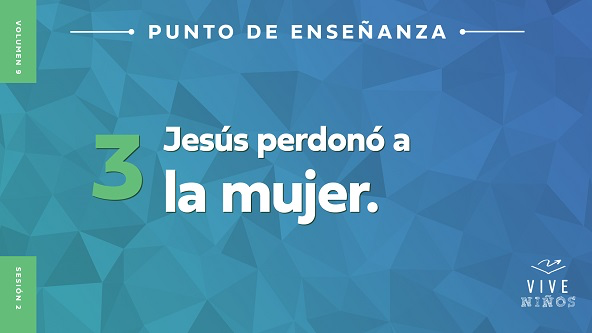 VOLUMEN 9
PUNTO DE ENSEÑANZA
3
Jesús perdonó a
la mujer.
SESIÓN 2
VIVE
NIÑOS